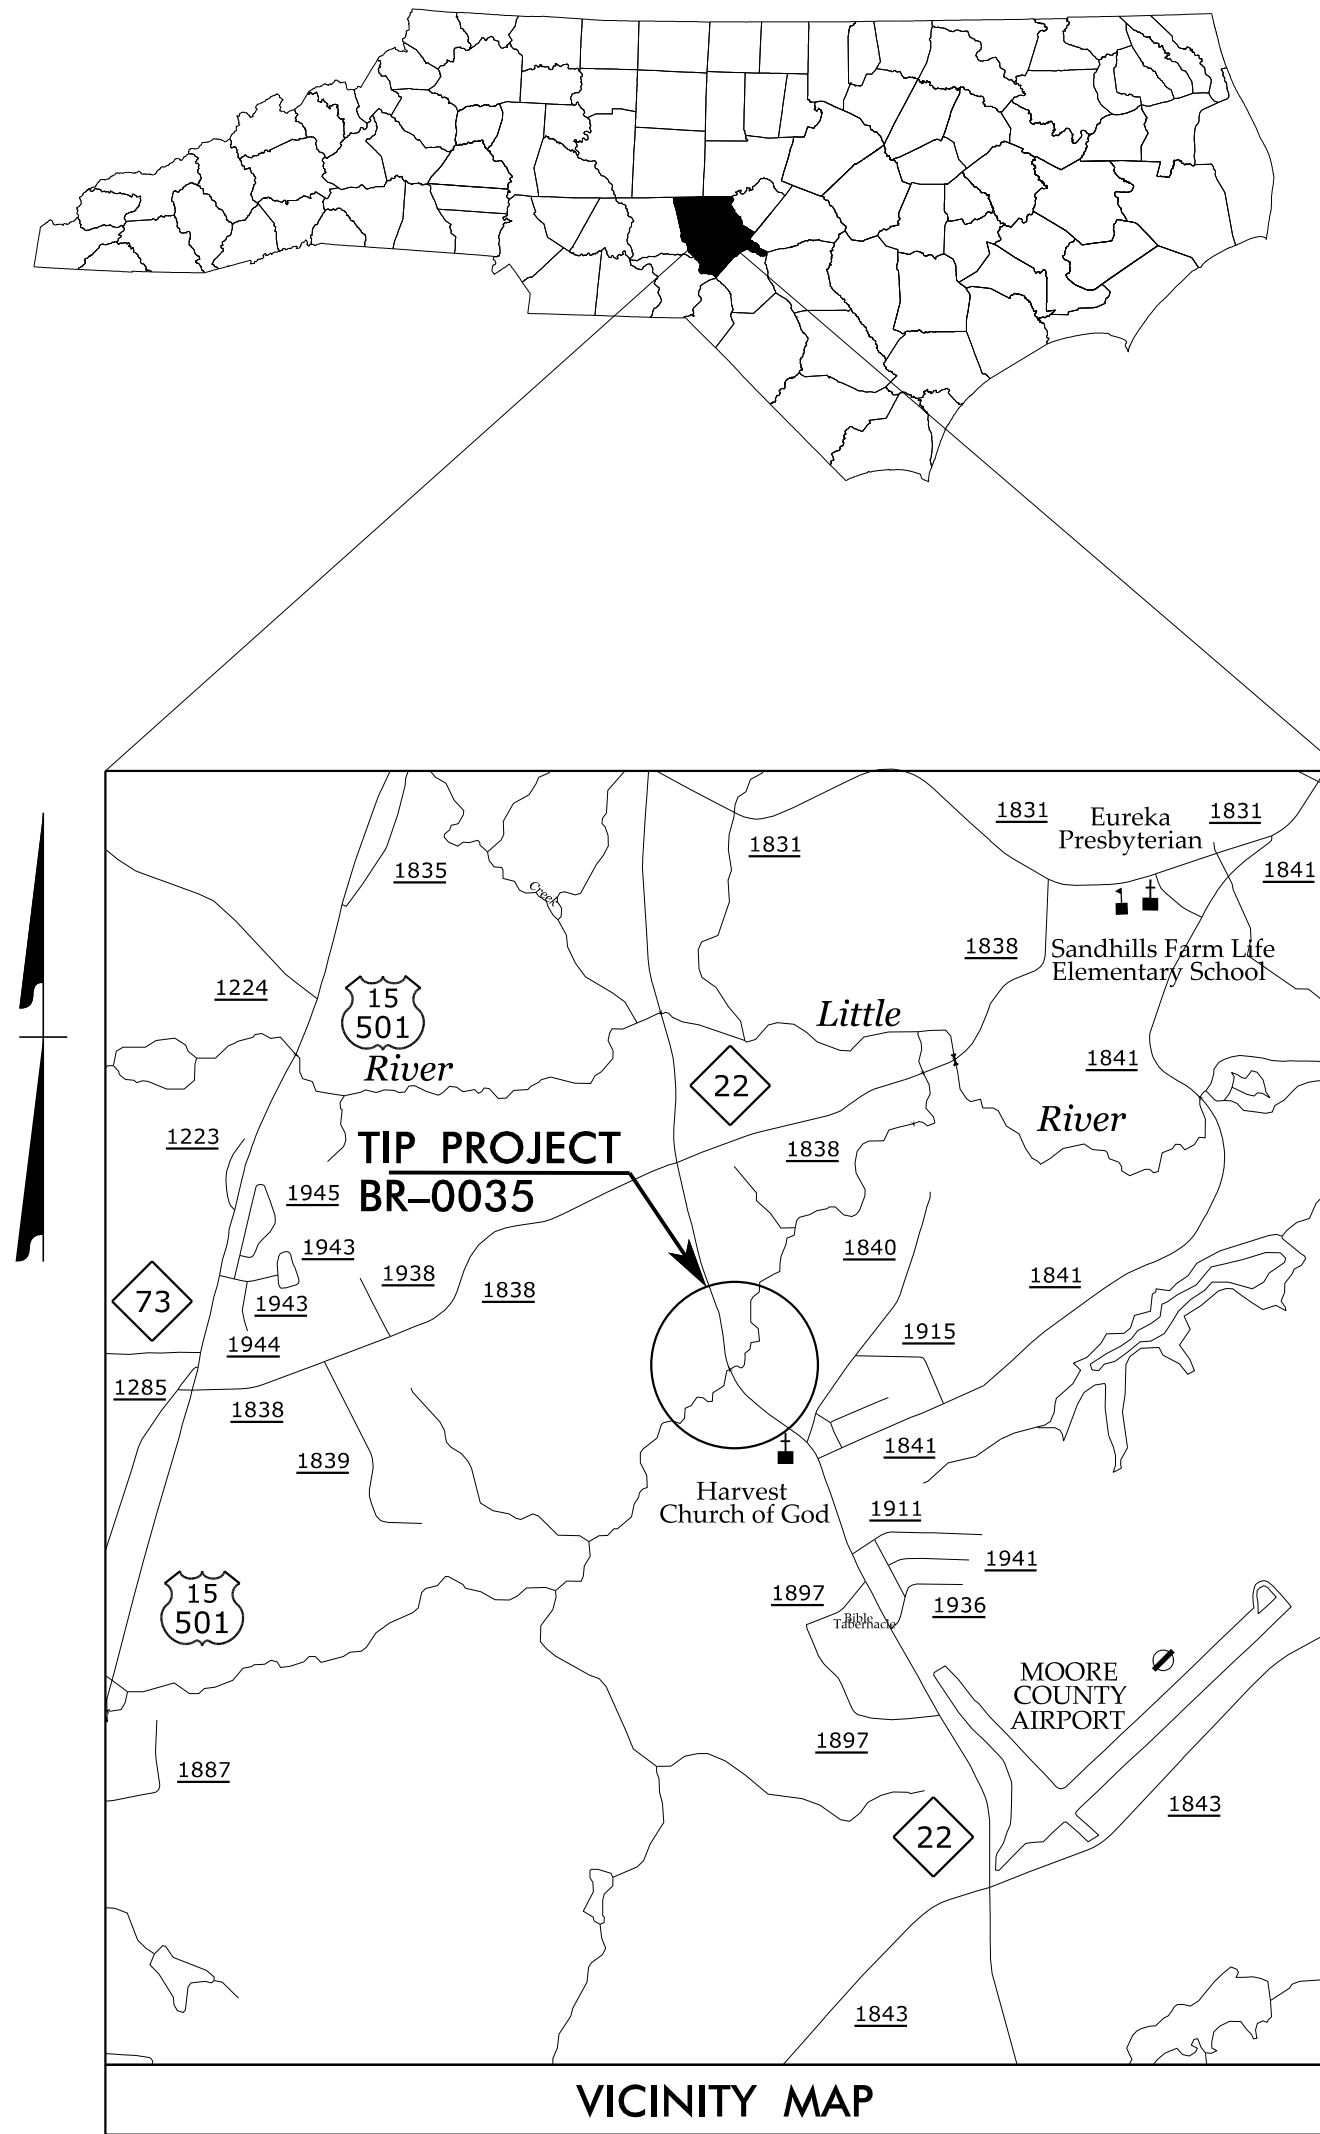 1831
Eureka
Presbyterian
1831
1831
1835
1841
Creek
1838
Sandhills Farm Life
Elementary School
1224
15
501
Little
River
22
1841
River
1223
TIP PROJECT
BR–0035
1838
1945
1943
1938
1840
1838
1841
73
1943
1944
1915
1285
1838
1839
1841
Harvest
Church of God
1911
1941
15
501
1897
1936
Bible
Tabernacle
MOORE
COUNTY
AIRPORT
1897
1887
1843
22
1843
VICINITY MAP